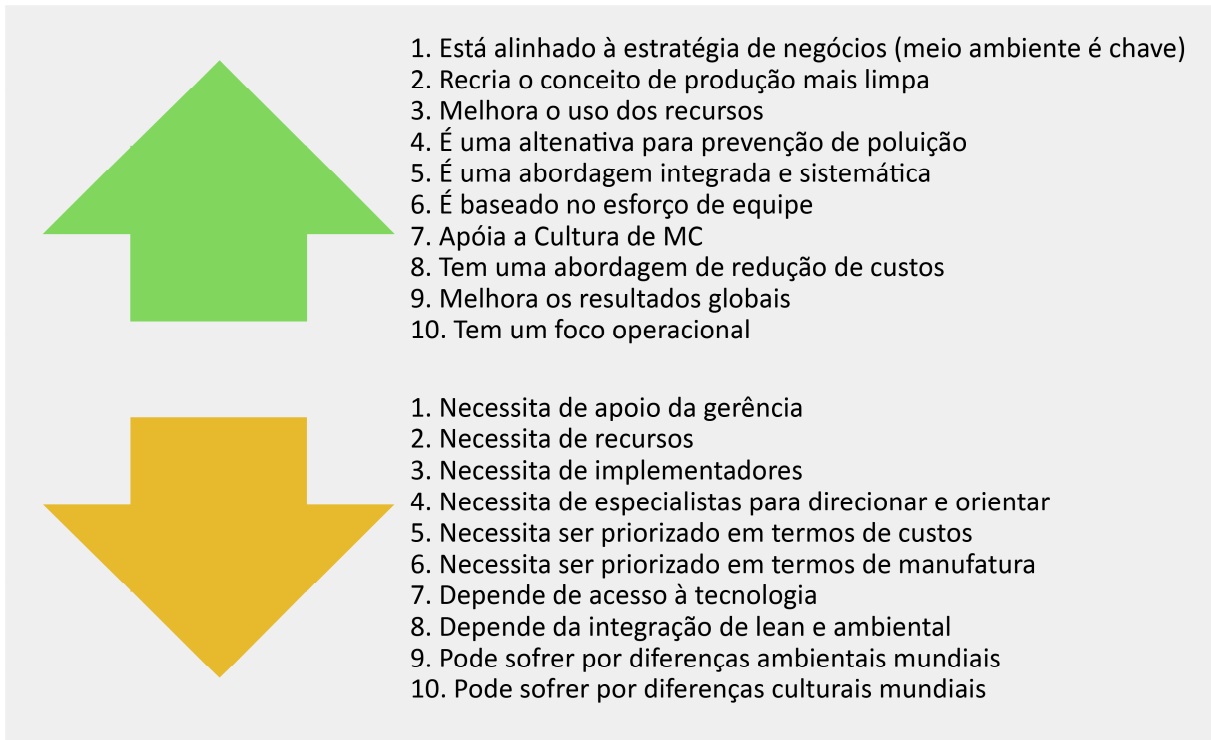 1. Está alinhado à estratégia de negócios (meio ambiente é chave)
2. Recria o conceito de produção mais limpa
3. Melhora o uso dos recursos
4. É uma altenativa para prevenção de poluição
5. É uma abordagem integrada e sistemática
6. É baseado no esforço de equipe
7. Apóia a Cultura de MC
8. Tem uma abordagem de redução de custos
9. Melhora os resultados globais
10. Tem um foco operacional
1. Necessita de apoio da gerência
2. Necessita de recursos
3. Necessita de implementadores
4. Necessita de especialistas para direcionar e orientar
5. Necessita ser priorizado em termos de custos
6. Necessita ser priorizado em termos de manufatura
7. Depende de acesso à tecnologia
8. Depende da integração de lean e ambiental
9. Pode sofrer por diferenças ambientais mundiais
10. Pode sofrer por diferenças culturais mundiais